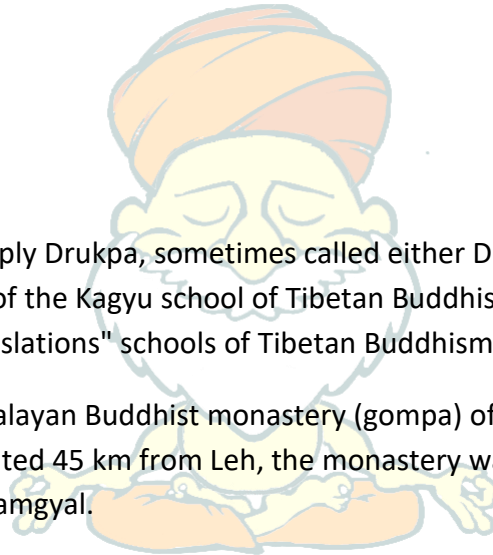 ply Drukpa, sometimes called either D
of the Kagyu school of Tibetan Buddhis
slations" schools of Tibetan Buddhism
alayan Buddhist monastery (gompa) of
ted 45 km from Leh, the monastery wa
amgyal.